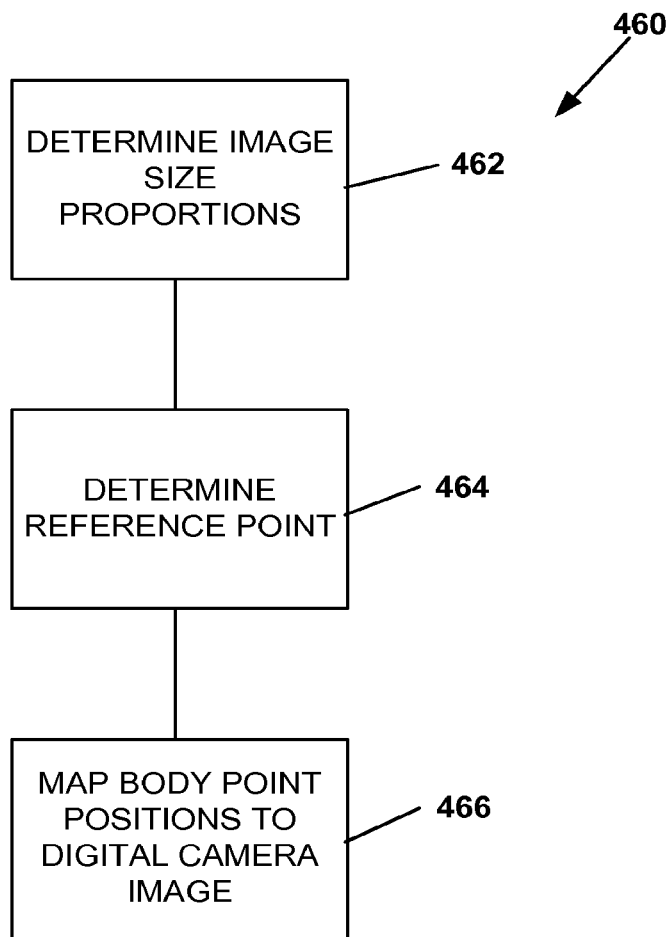 460
DETERMINE IMAGE
SIZE
PROPORTIONS
462
DETERMINE
REFERENCE POINT
464
MAP BODY POINT
POSITIONS TO
DIGITAL CAMERA
IMAGE
466